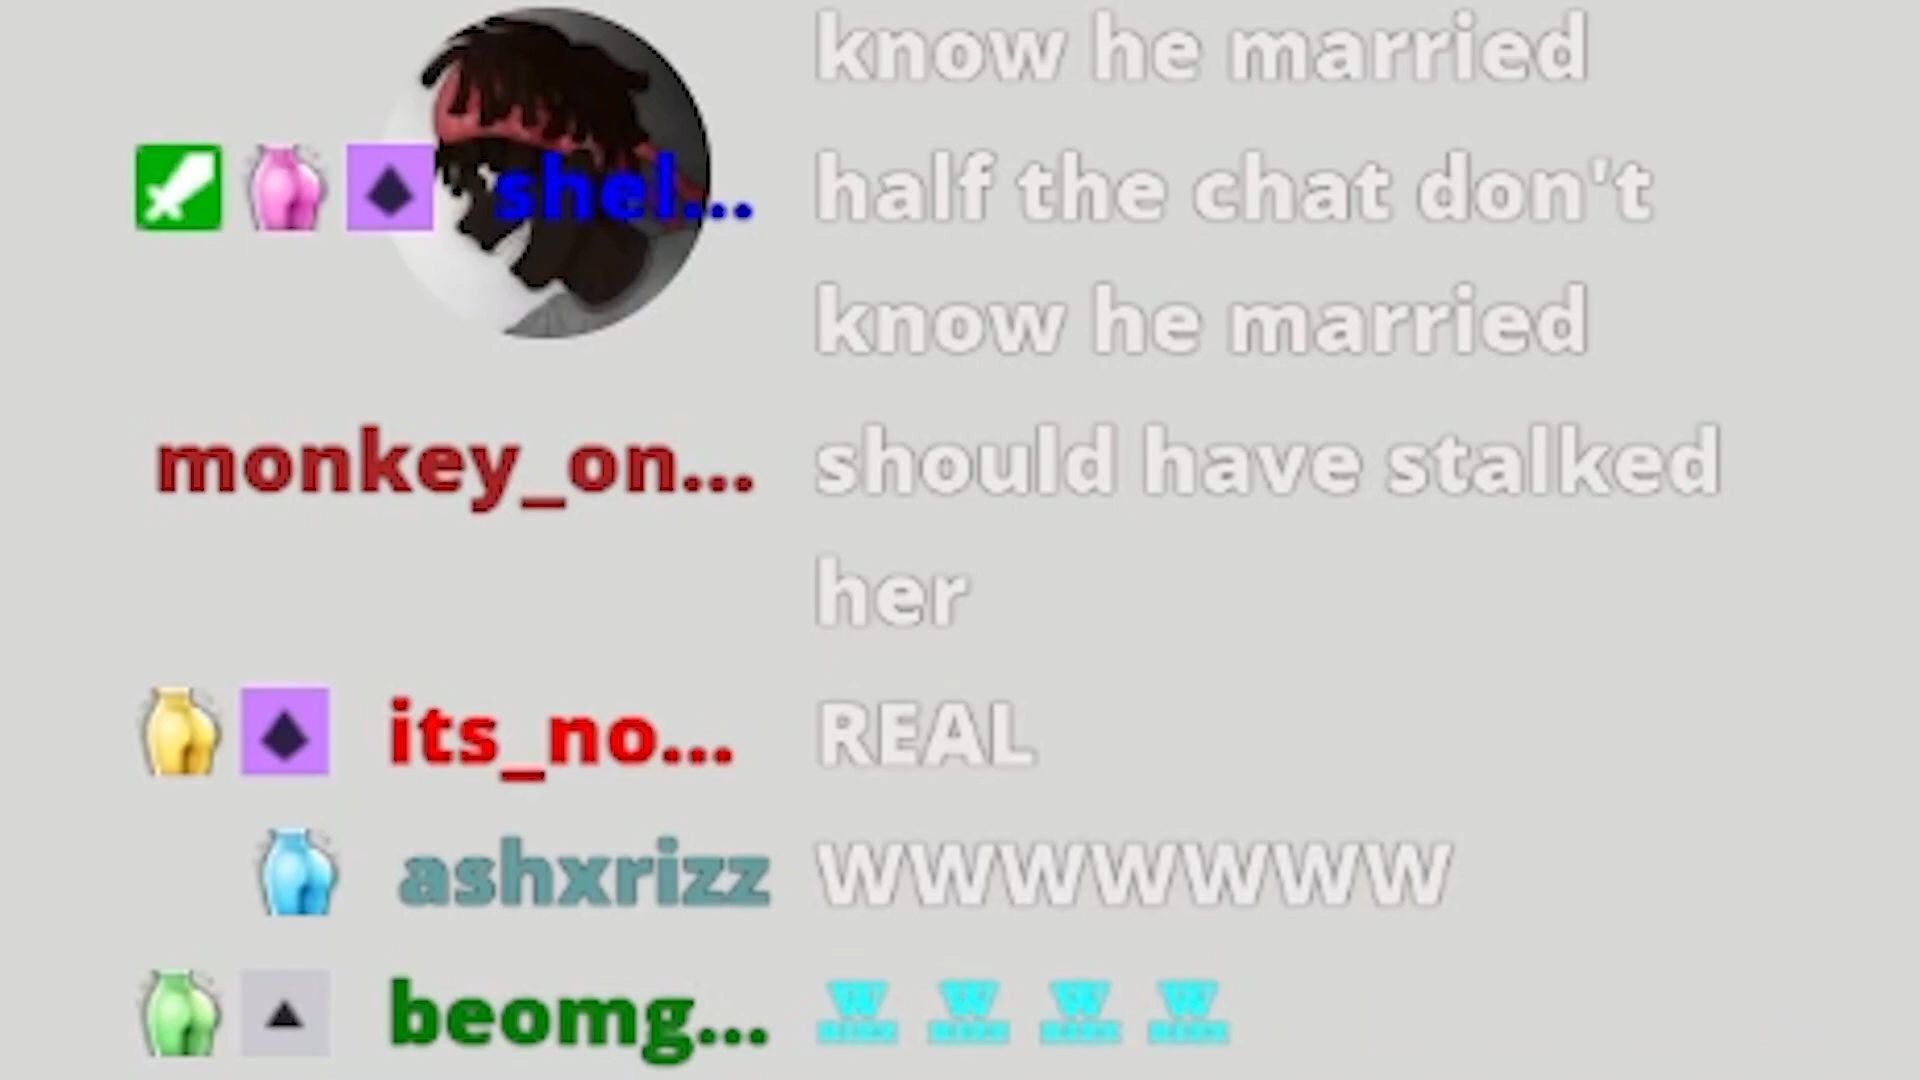 know he married
shel... half the chat don't
know he married
monkey_on... should have stalked
her
its_no... REAL
ashxrizz WWWWWWW
beomg... W W W W